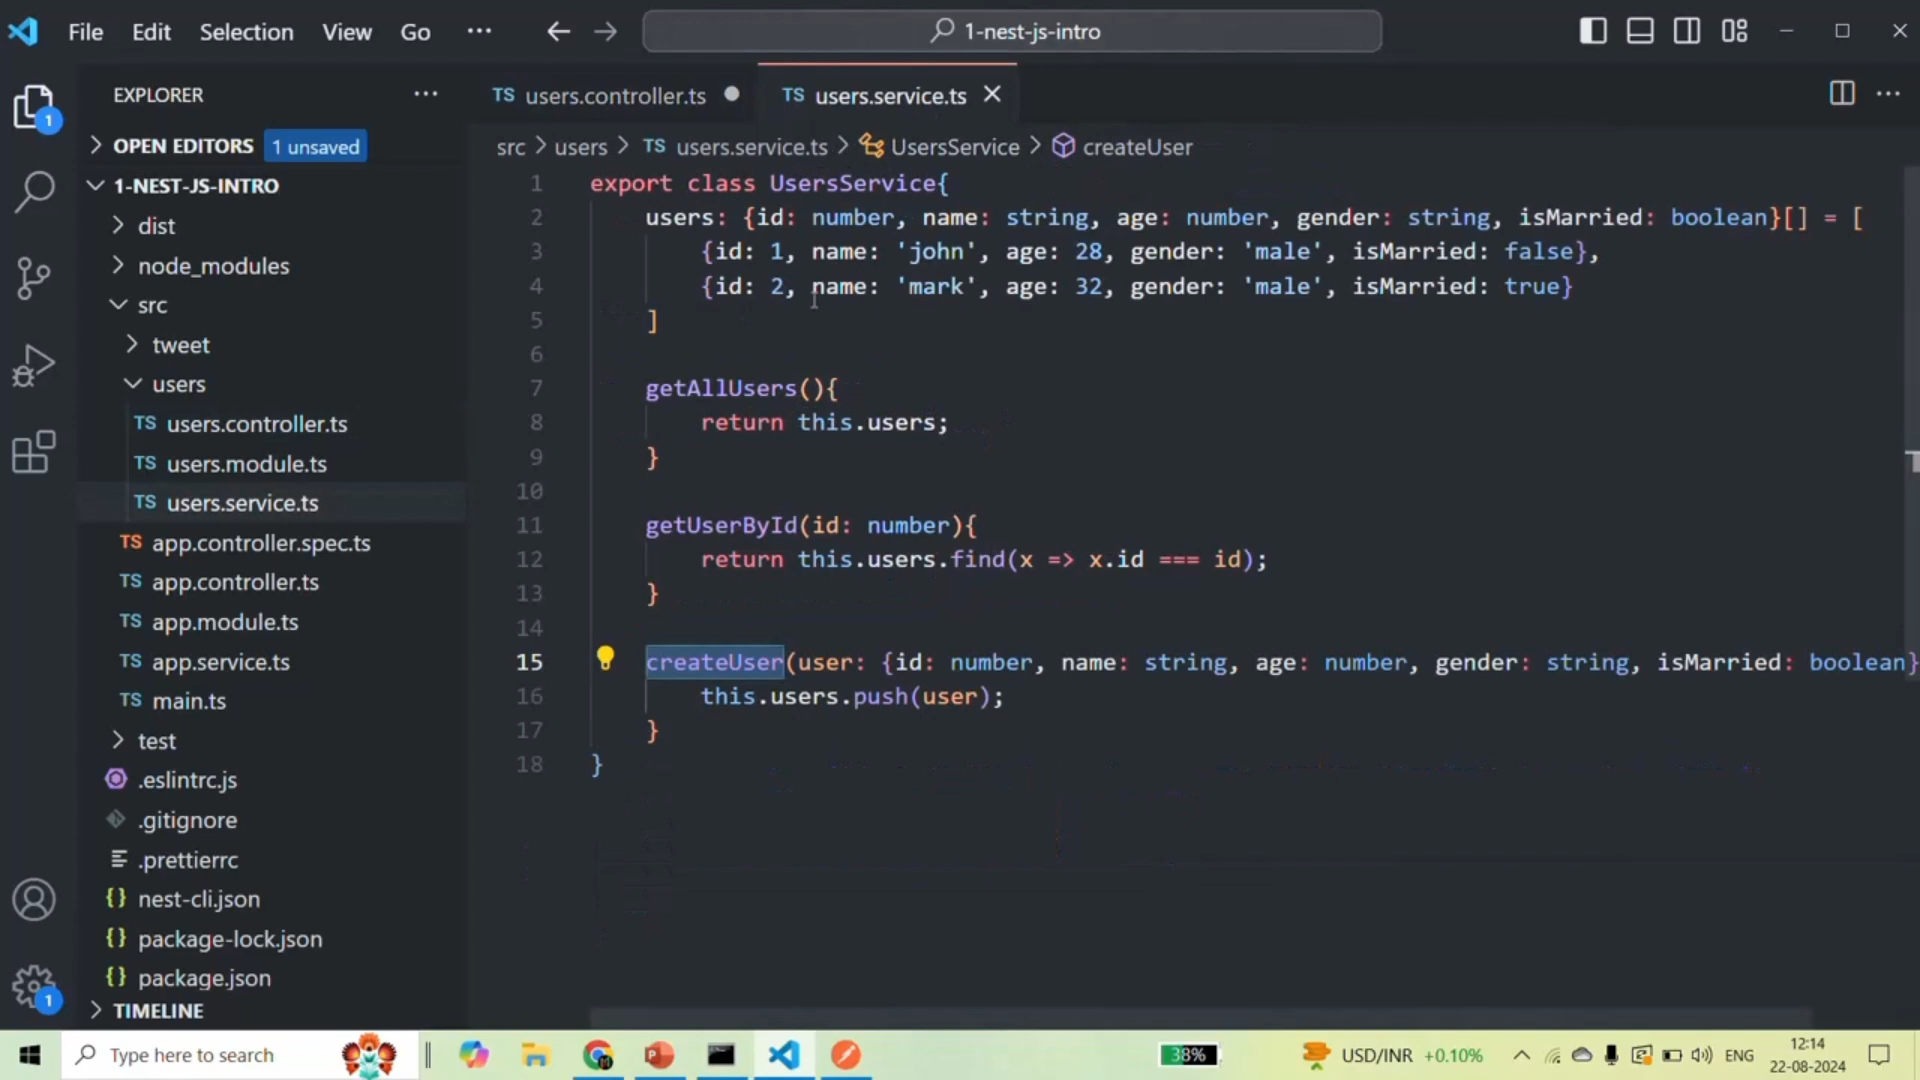 File Edit Selection View Go ··· 1-nest-js-intro
EXPLORER ···
TS users.controller.ts TS users.service.ts
1
OPEN EDITORS 1 unsaved
src > users > TS users.service.ts > UsersService > createUser
1-NEST-JS-INTRO
dist
node_modules
src
tweet
users
TS users.controller.ts
TS users.module.ts
TS users.service.ts
TS app.controller.spec.ts
TS app.controller.ts
TS app.module.ts
TS app.service.ts
TS main.ts
test
.eslintrc.js
.gitignore
.prettierrc
{} nest-cli.json
{} package-lock.json
{} package.json
1
TIMELINE
1 export class UsersService{
2 users: {id: number, name: string, age: number, gender: string, isMarried: boolean}[] = [
3 {id: 1, name: 'john', age: 28, gender: 'male', isMarried: false},
4 {id: 2, name: 'mark', age: 32, gender: 'male', isMarried: true}
5 ]
6
7 getAllUsers(){
8 return this.users;
9 }
10
11 getUserById(id: number){
12 return this.users.find(x => x.id === id);
13 }
14
15 createUser(user: {id: number, name: string, age: number, gender: string, isMarried: boolean}
16 this.users.push(user);
17 }
18 }
Type here to search
38%
USD/INR +0.10%
ENG
12:14
22-08-2024